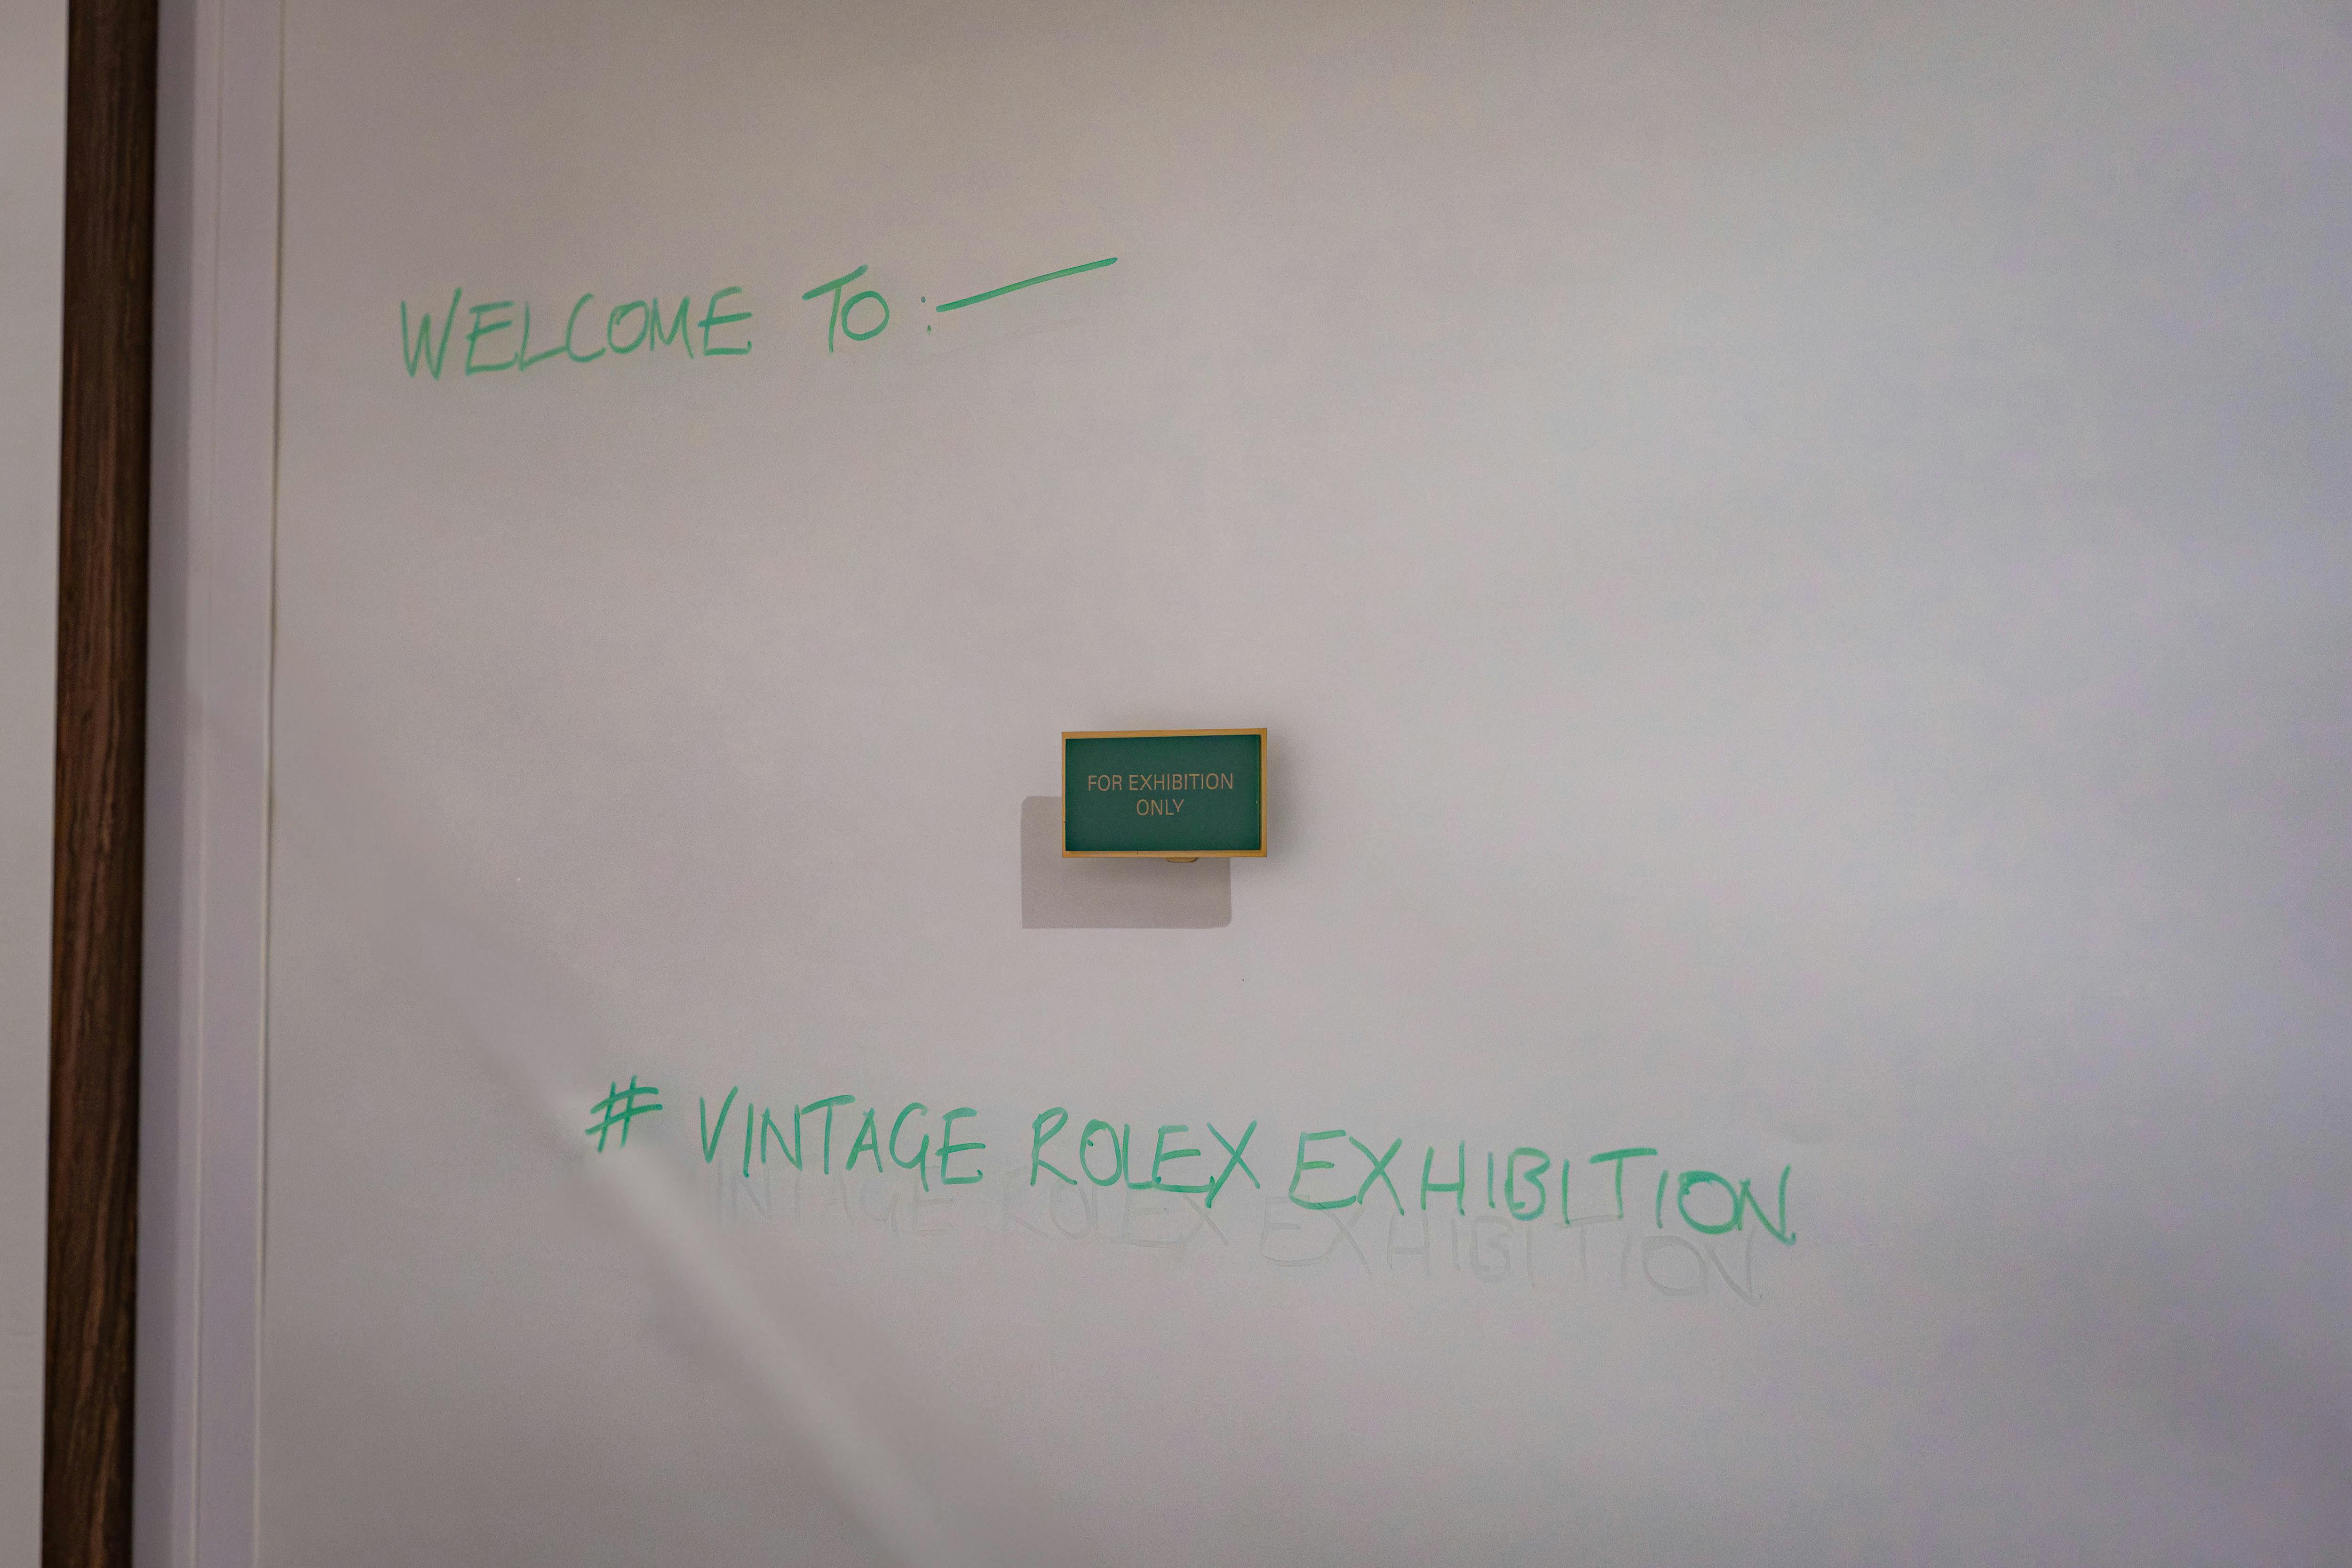 WELCOME TO :—
FOR EXHIBITION
ONLY
# VINTAGE ROLEX EXHIBITION